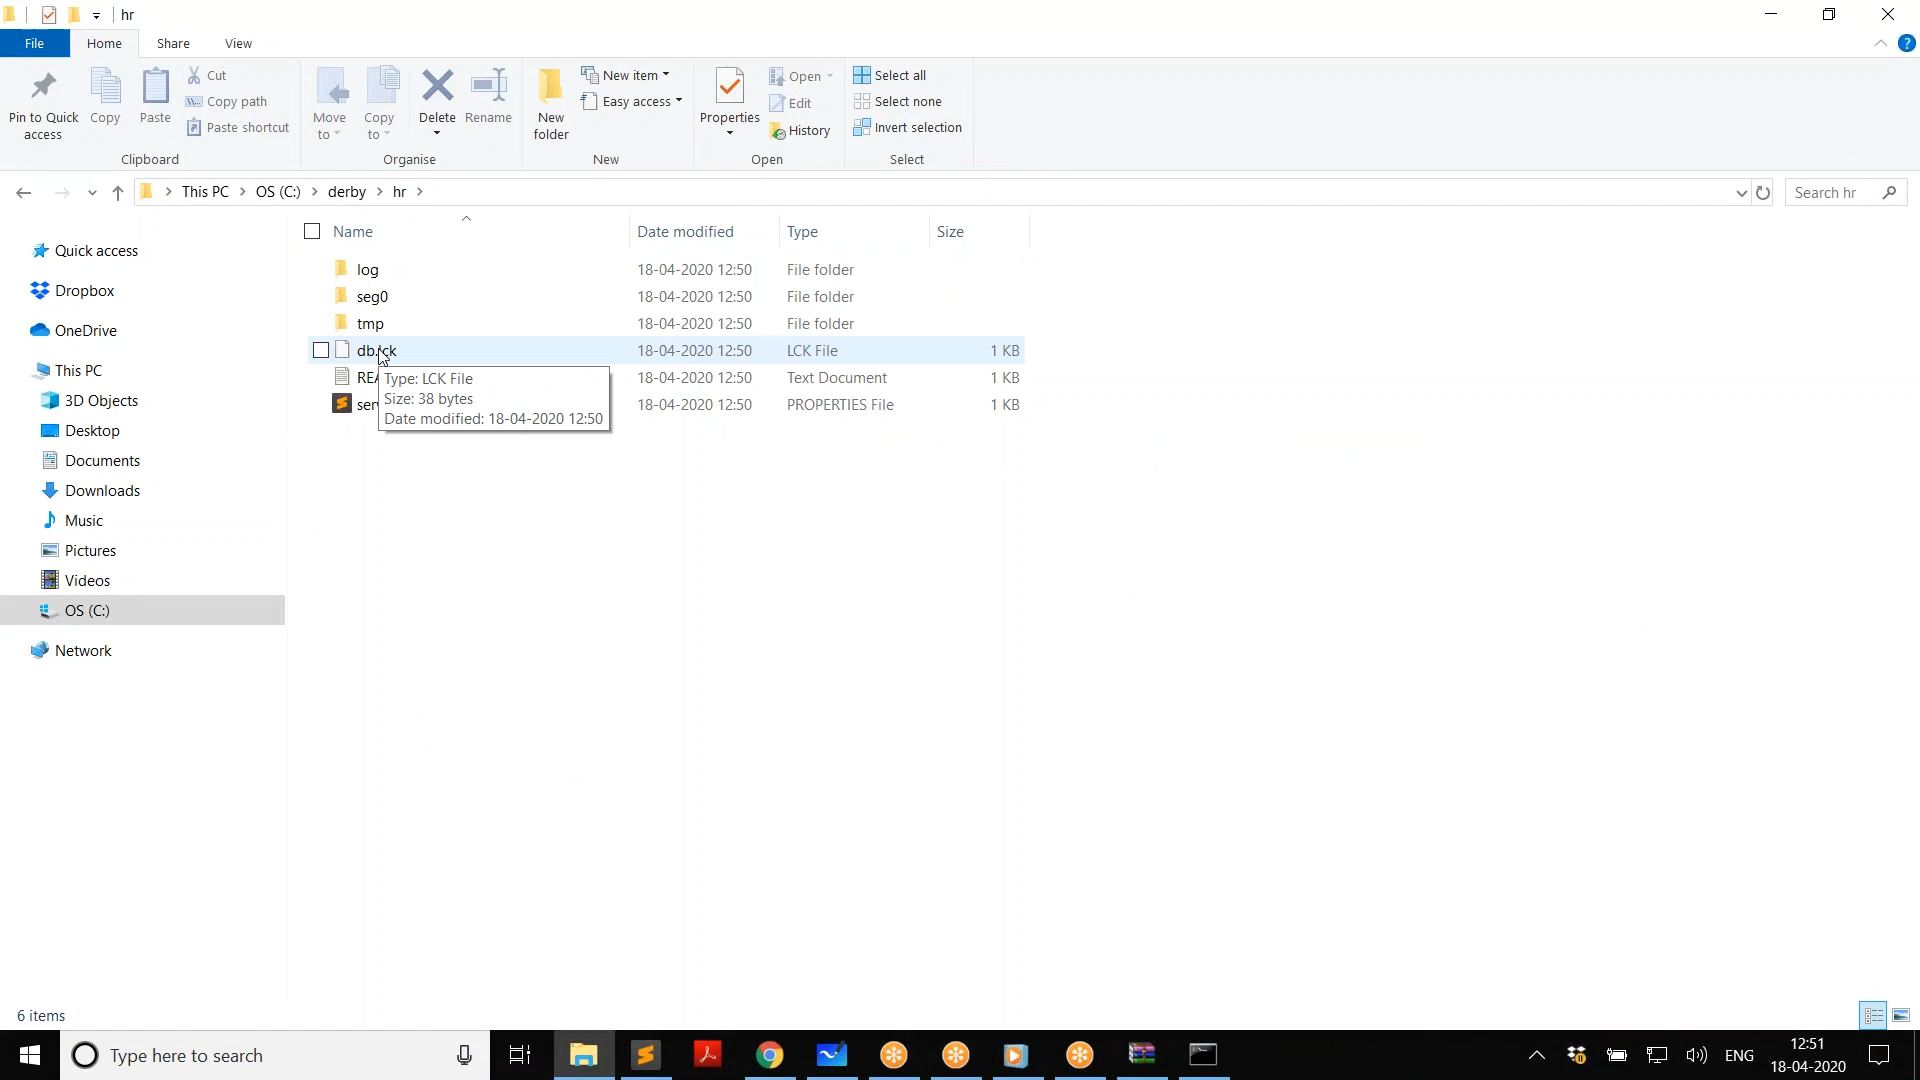 hr
File Home Share View
Pin to Quick access
Copy
Paste
Cut
Copy path
Paste shortcut
Clipboard
Move to
Copy to
Delete
Rename
Organise
New folder
New item
Easy access
New
Properties
Open
Edit
History
Open
Select all
Select none
Invert selection
Select
This PC > OS (C:) > derby > hr >
Search hr
Name Date modified Type Size
log 18-04-2020 12:50 File folder
seg0 18-04-2020 12:50 File folder
tmp 18-04-2020 12:50 File folder
db.lck 18-04-2020 12:50 LCK File 1 KB
18-04-2020 12:50 Text Document 1 KB
18-04-2020 12:50 PROPERTIES File 1 KB
Type: LCK File
Size: 38 bytes
Date modified: 18-04-2020 12:50
Quick access
Dropbox
OneDrive
This PC
3D Objects
Desktop
Documents
Downloads
Music
Pictures
Videos
OS (C:)
Network
6 items
Type here to search
ENG
12:51
18-04-2020